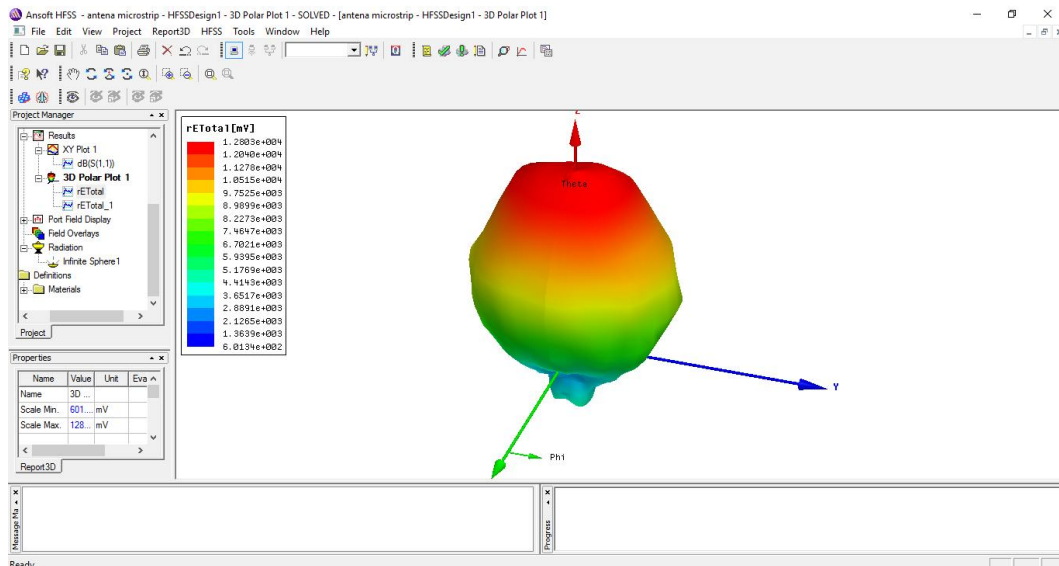 Ansoft HFSS - antena microstrip - HFSSDesign1 - 3D Polar Plot 1 - SOLVED - [antena microstrip - HFSSDesign1 - 3D Polar Plot 1]
File Edit View Project Report3D HFSS Tools Window Help
Project Manager
Results
XY Plot 1
dB(S(1,1))
3D Polar Plot 1
rETotal
rETotal_1
Port Field Display
Field Overlays
Radiation
Infinite Sphere1
Definitions
Materials
Project
Properties
Name Value Unit Eva
Name 3D ...
Scale Min. 601.... mV
Scale Max. 128... mV
Report3D
rETotal[mV]
1.2803e+004
1.2040e+004
1.1278e+004
1.0515e+004
9.7525e+003
8.9899e+003
8.2273e+003
7.4647e+003
6.7021e+003
5.9395e+003
5.1769e+003
4.4143e+003
3.6517e+003
2.8891e+003
2.1265e+003
1.3639e+003
6.0134e+002
Z
Theta
Y
Phi
Message Ma
Progress
Ready